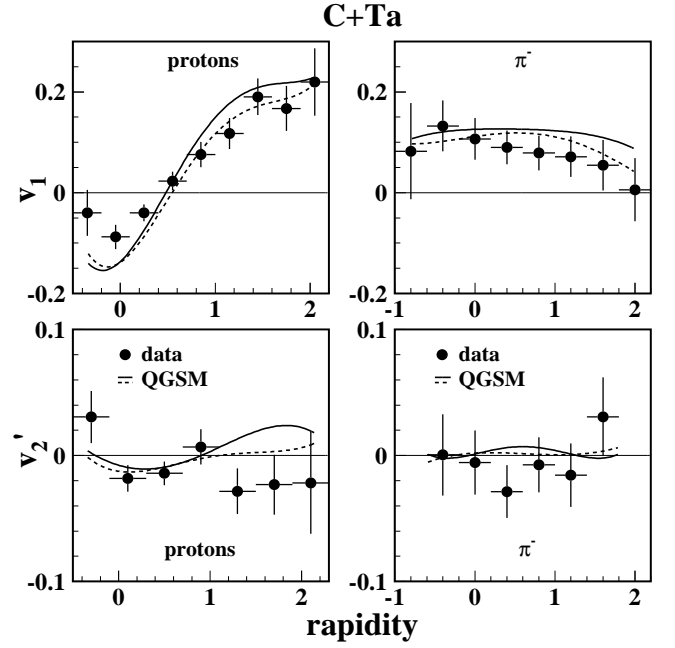 C+Ta
protons
π-
0.2
0
-0.2
v1
0.2
0
-0.2
0 1 2
-1 0 1 2
0.1
0
-0.1
v2'
data
QGSM
protons
0.1
0
-0.1
data
QGSM
π-
0 1 2
-1 0 1 2
rapidity